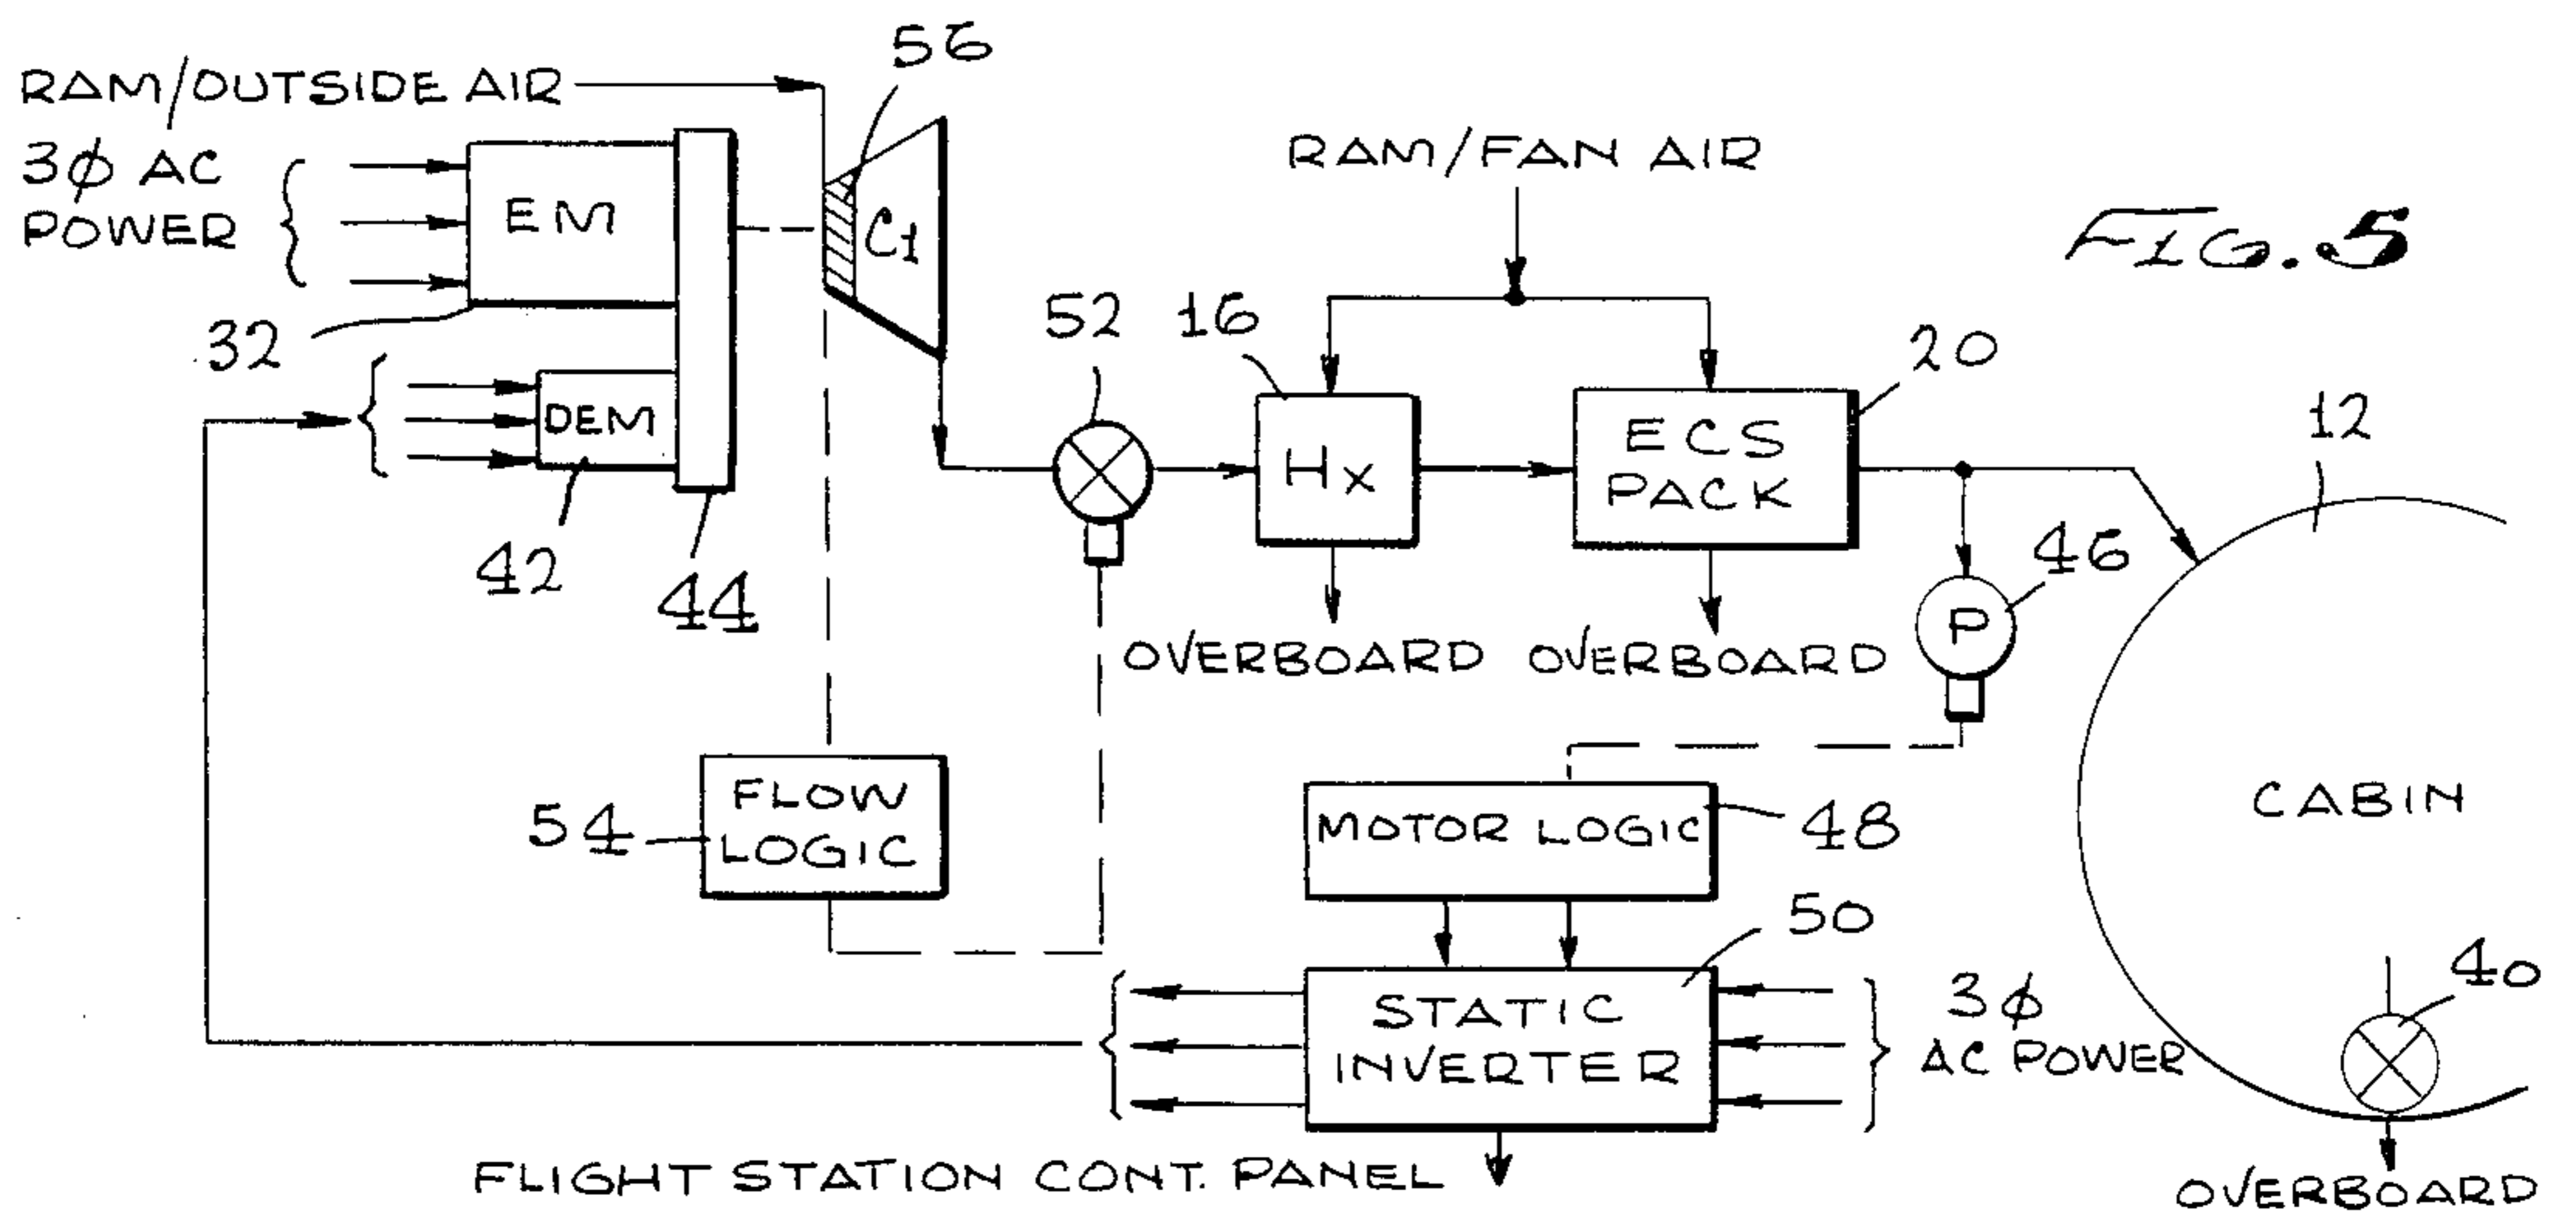 56
RAM/OUTSIDE AIR
3φ AC
POWER
EM
C1
RAM/FAN AIR
FIG. 5
32
52
16
20
12
DEM
Hx
ECS
PACK
42
44
46
P
OVERBOARD
OVERBOARD
FLOW
LOGIC
54
MOTOR LOGIC
48
CABIN
50
40
STATIC
INVERTER
3φ
AC POWER
FLIGHT STATION CONT. PANEL
OVERBOARD